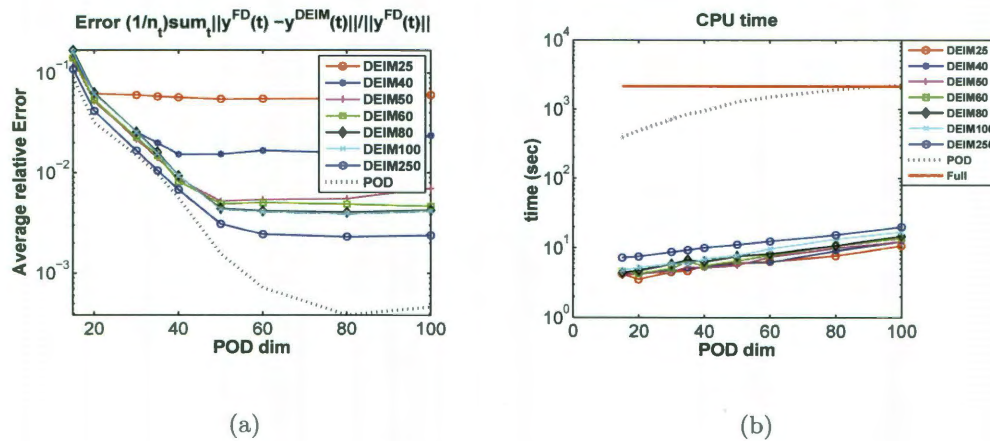 Error (1/n_t)sum_t||y^FD(t) −y^DEIM(t)||/||y^FD(t)||
Average relative Error
10^−1
10^−2
10^−3
20
40
60
80
100
POD dim
DEIM25
DEIM40
DEIM50
DEIM60
DEIM80
DEIM100
DEIM250
POD
(a)
CPU time
time (sec)
10^4
10^3
10^2
10^1
10^0
0
20
40
60
80
100
POD dim
DEIM25
DEIM40
DEIM50
DEIM60
DEIM80
DEIM100
DEIM250
POD
Full
(b)